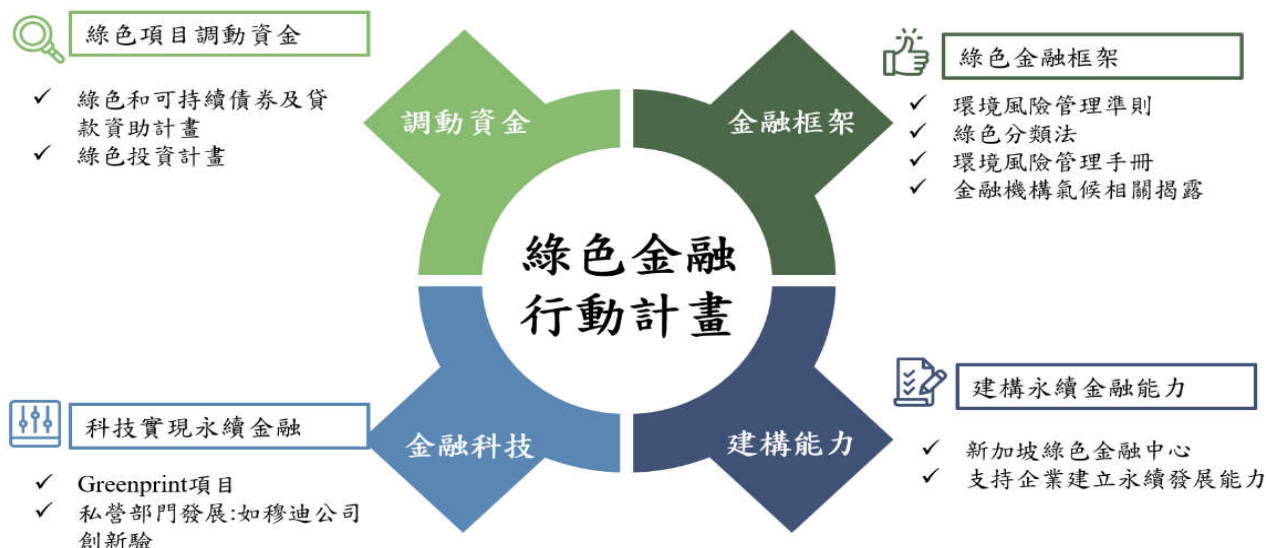 綠色項目調動資金
✓ 綠色和可持續債券及貸
款資助計畫
✓ 綠色投資計畫
調動資金
金融框架
綠色金融框架
✓ 環境風險管理準則
✓ 綠色分類法
✓ 環境風險管理手冊
✓ 金融機構氣候相關揭露
綠色金融
行動計畫
科技實現永續金融
✓ Greenprint項目
✓ 私營部門發展:如穆迪公司
創新驗
金融科技
建構能力
建構永續金融能力
✓ 新加坡綠色金融中心
✓ 支持企業建立永續發展能力